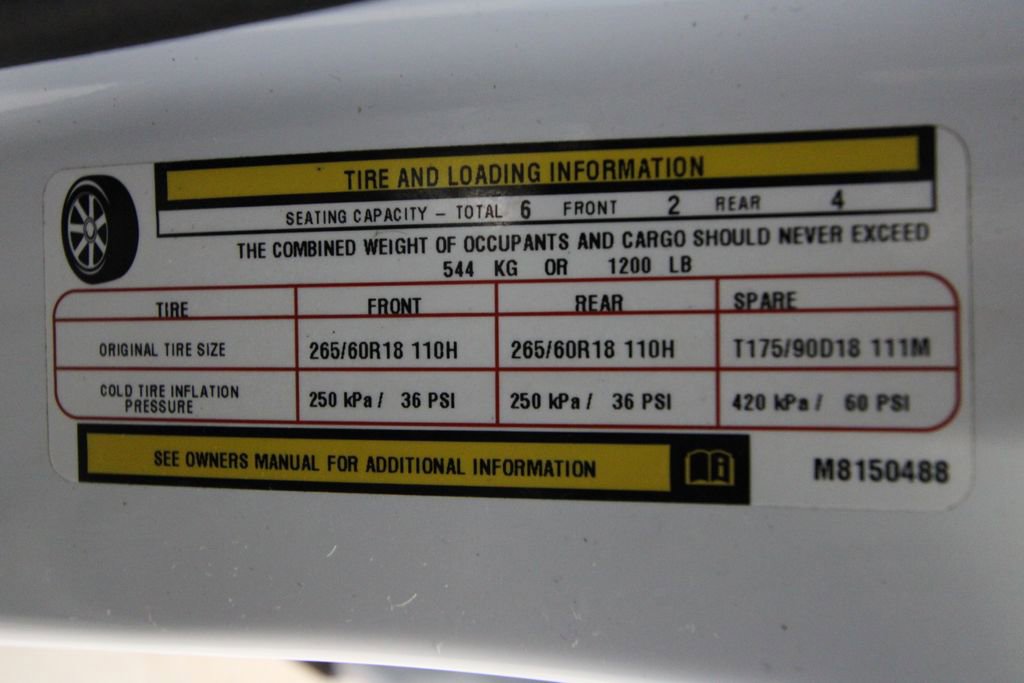 TIRE AND LOADING INFORMATION
SEATING CAPACITY – TOTAL 6 FRONT 2 REAR 4
THE COMBINED WEIGHT OF OCCUPANTS AND CARGO SHOULD NEVER EXCEED
544 KG OR 1200 LB
TIRE FRONT REAR SPARE
ORIGINAL TIRE SIZE 265/60R18 110H 265/60R18 110H T175/90D18 111M
COLD TIRE INFLATION PRESSURE 250 kPa / 36 PSI 250 kPa / 36 PSI 420 kPa / 60 PSI
SEE OWNERS MANUAL FOR ADDITIONAL INFORMATION
M8150488